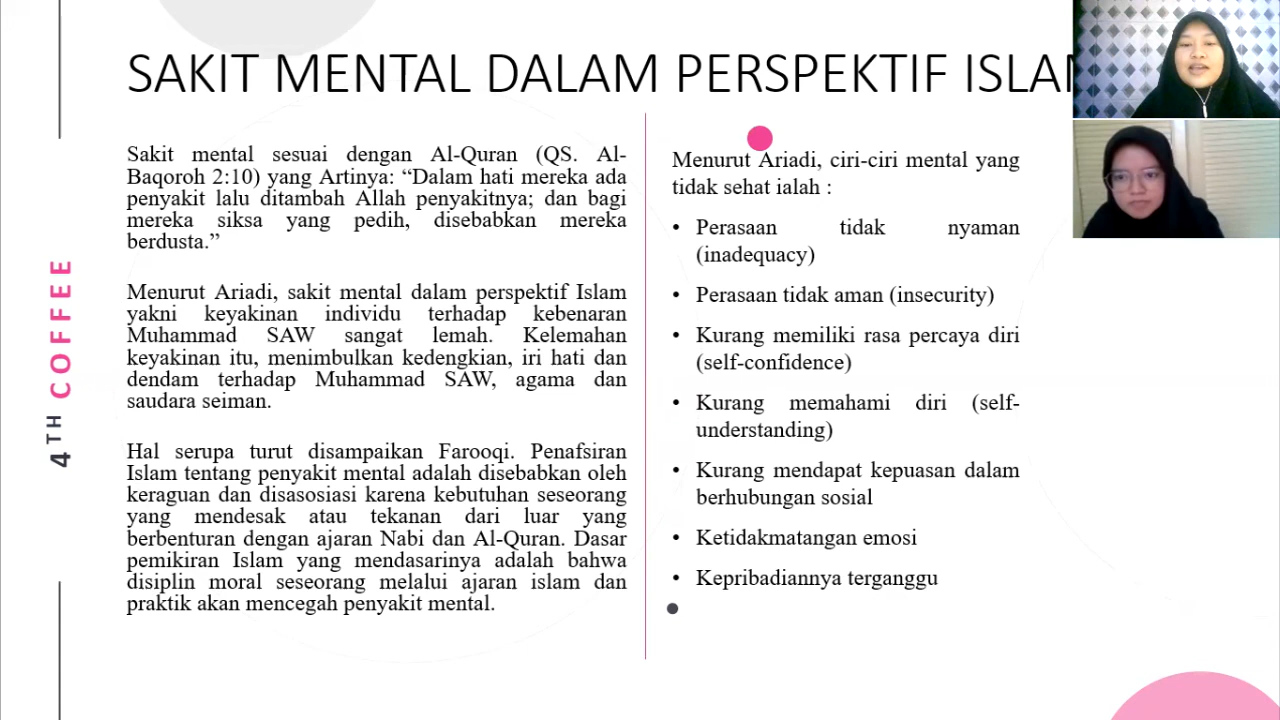 SAKIT MENTAL DALAM PERSPEKTIF ISLAM
Sakit mental sesuai dengan Al-Quran (QS. Al-
Baqoroh 2:10) yang Artinya: “Dalam hati mereka ada
penyakit lalu ditambah Allah penyakitnya; dan bagi
mereka siksa yang pedih, disebabkan mereka
berdusta.”
Menurut Ariadi, sakit mental dalam perspektif Islam
yakni keyakinan individu terhadap kebenaran
Muhammad SAW sangat lemah. Kelemahan
keyakinan itu, menimbulkan kedengkian, iri hati dan
dendam terhadap Muhammad SAW, agama dan
saudara seiman.
Hal serupa turut disampaikan Farooqi. Penafsiran
Islam tentang penyakit mental adalah disebabkan oleh
keraguan dan disasosiasi karena kebutuhan seseorang
yang mendesak atau tekanan dari luar yang
berbenturan dengan ajaran Nabi dan Al-Quran. Dasar
pemikiran Islam yang mendasarinya adalah bahwa
disiplin moral seseorang melalui ajaran islam dan
praktik akan mencegah penyakit mental.
Menurut Ariadi, ciri-ciri mental yang
tidak sehat ialah :
• Perasaan tidak nyaman
(inadequacy)
• Perasaan tidak aman (insecurity)
• Kurang memiliki rasa percaya diri
(self-confidence)
• Kurang memahami diri (self-
understanding)
• Kurang mendapat kepuasan dalam
berhubungan sosial
• Ketidakmatangan emosi
• Kepribadiannya terganggu
4TH COFFEE